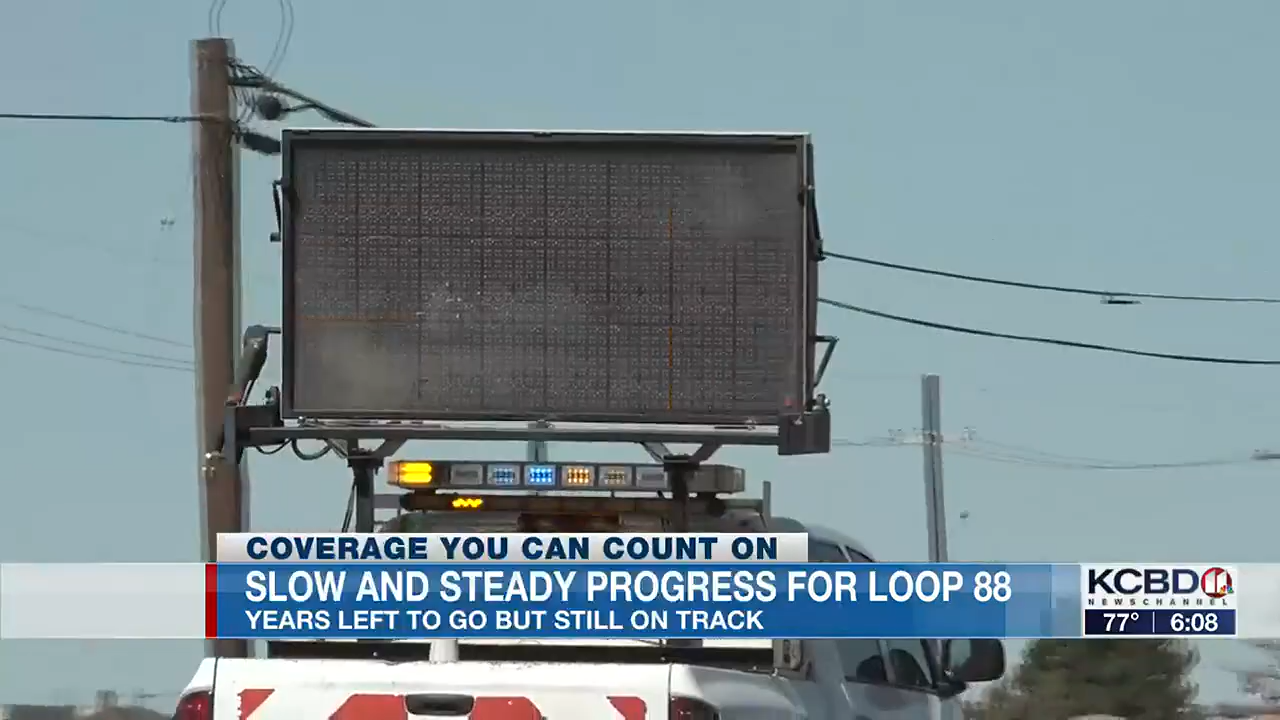 COVERAGE YOU CAN COUNT ON
SLOW AND STEADY PROGRESS FOR LOOP 88
YEARS LEFT TO GO BUT STILL ON TRACK
KCBD 11
NEWSCHANNEL
77° 6:08